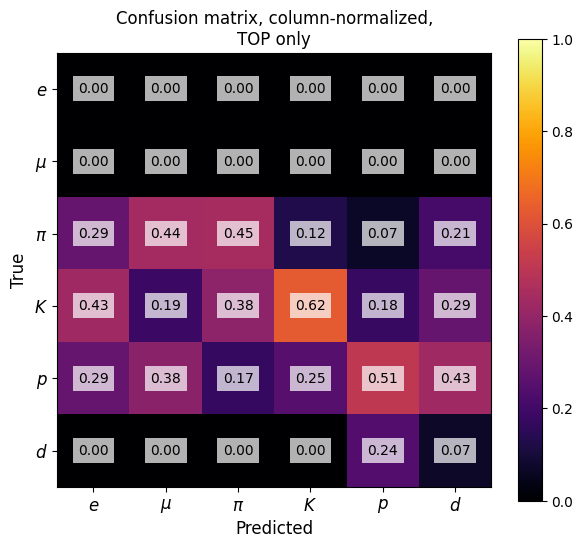 Confusion matrix, column-normalized,
TOP only
True
e 0.00 0.00 0.00 0.00 0.00 0.00
μ 0.00 0.00 0.00 0.00 0.00 0.00
π 0.29 0.44 0.45 0.12 0.07 0.21
K 0.43 0.19 0.38 0.62 0.18 0.29
p 0.29 0.38 0.17 0.25 0.51 0.43
d 0.00 0.00 0.00 0.00 0.24 0.07
e μ π K p d
Predicted
1.0
0.8
0.6
0.4
0.2
0.0